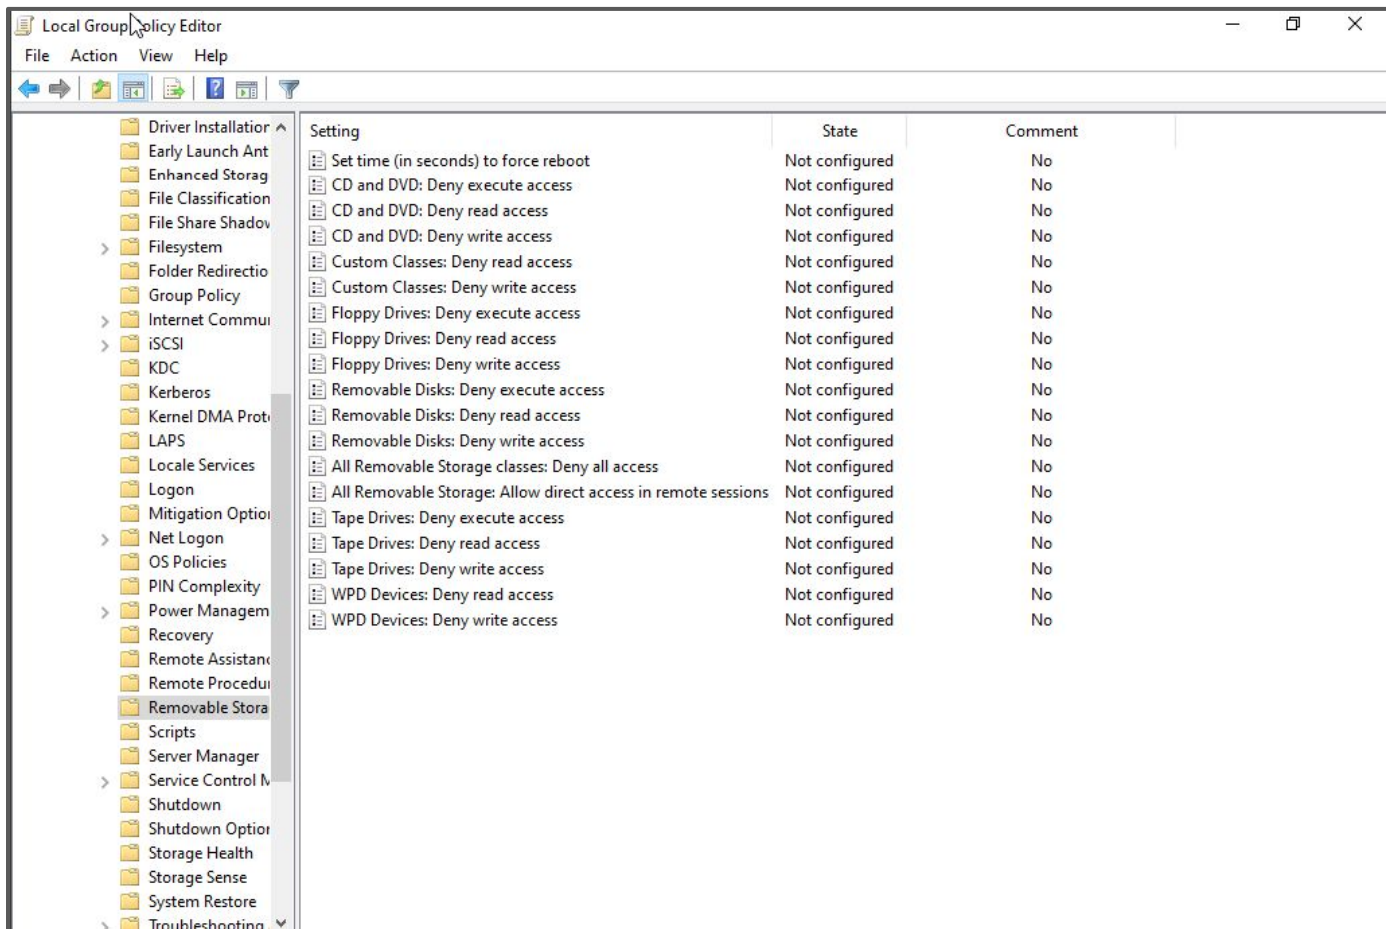 Local Group Policy Editor
File Action View Help
Driver Installation
Early Launch Ant
Enhanced Storag
File Classification
File Share Shadov
Filesystem
Folder Redirectio
Group Policy
Internet Commu
iSCSI
KDC
Kerberos
Kernel DMA Prot
LAPS
Locale Services
Logon
Mitigation Option
Net Logon
OS Policies
PIN Complexity
Power Managem
Recovery
Remote Assistanc
Remote Procedu
Removable Stora
Scripts
Server Manager
Service Control M
Shutdown
Shutdown Option
Storage Health
Storage Sense
System Restore
Troubleshooting
Setting State Comment
Set time (in seconds) to force reboot Not configured No
CD and DVD: Deny execute access Not configured No
CD and DVD: Deny read access Not configured No
CD and DVD: Deny write access Not configured No
Custom Classes: Deny read access Not configured No
Custom Classes: Deny write access Not configured No
Floppy Drives: Deny execute access Not configured No
Floppy Drives: Deny read access Not configured No
Floppy Drives: Deny write access Not configured No
Removable Disks: Deny execute access Not configured No
Removable Disks: Deny read access Not configured No
Removable Disks: Deny write access Not configured No
All Removable Storage classes: Deny all access Not configured No
All Removable Storage: Allow direct access in remote sessions Not configured No
Tape Drives: Deny execute access Not configured No
Tape Drives: Deny read access Not configured No
Tape Drives: Deny write access Not configured No
WPD Devices: Deny read access Not configured No
WPD Devices: Deny write access Not configured No